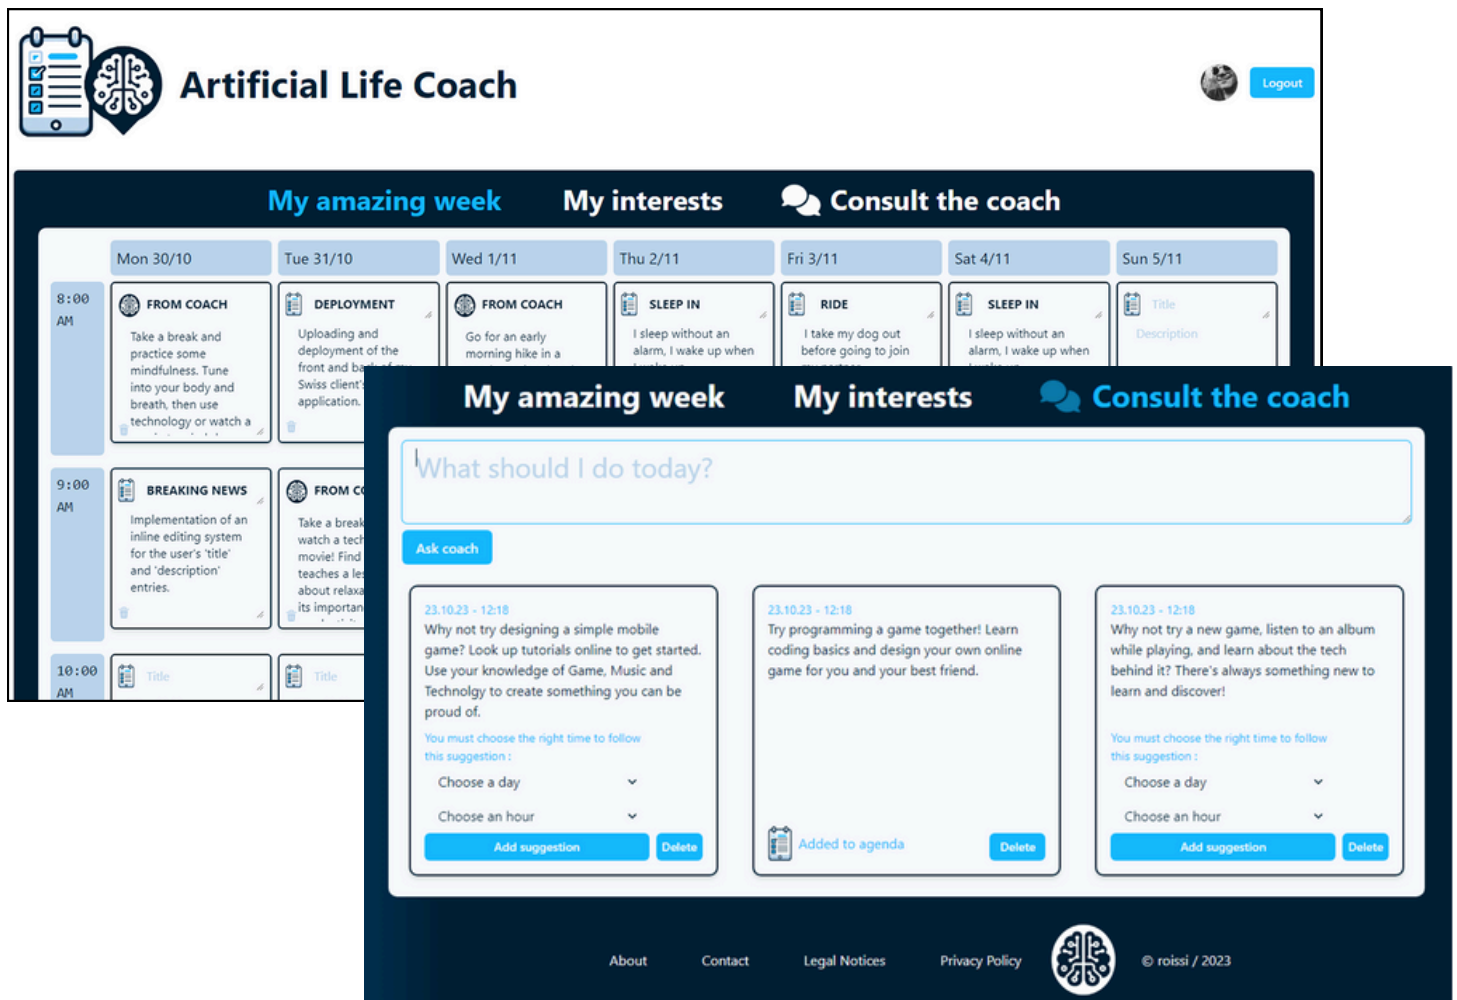 Artificial Life Coach
Logout
My amazing week
My interests
Consult the coach
Mon 30/10
Tue 31/10
Wed 1/11
Thu 2/11
Fri 3/11
Sat 4/11
Sun 5/11
8:00
AM
FROM COACH
Take a break and
practice some
mindfulness. Tune
into your body and
breath, then use
technology or watch a
DEPLOYMENT
Uploading and
deployment of the
front and back of my
Swiss client's
application.
FROM COACH
Go for an early
morning hike in a
SLEEP IN
I sleep without an
alarm, I wake up when
RIDE
I take my dog out
before going to join
my partner
SLEEP IN
I sleep without an
alarm, I wake up when
Title
Description
9:00
AM
BREAKING NEWS
Implementation of an
inline editing system
for the user's 'title'
and 'description'
entries.
FROM CO
Take a break
watch a tech
movie! Find
teaches a les
about relaxa
its importan
10:00
AM
Title
Title
My amazing week
My interests
Consult the coach
What should I do today?
Ask coach
23.10.23 - 12:18
Why not try designing a simple mobile
game? Look up tutorials online to get started.
Use your knowledge of Game, Music and
Technolgy to create something you can be
proud of.
You must choose the right time to follow
this suggestion :
Choose a day
Choose an hour
Add suggestion
Delete
23.10.23 - 12:18
Try programming a game together! Learn
coding basics and design your own online
game for you and your best friend.
Added to agenda
Delete
23.10.23 - 12:18
Why not try a new game, listen to an album
while playing, and learn about the tech
behind it? There's always something new to
learn and discover!
You must choose the right time to follow
this suggestion :
Choose a day
Choose an hour
Add suggestion
Delete
About
Contact
Legal Notices
Privacy Policy
© roissi / 2023